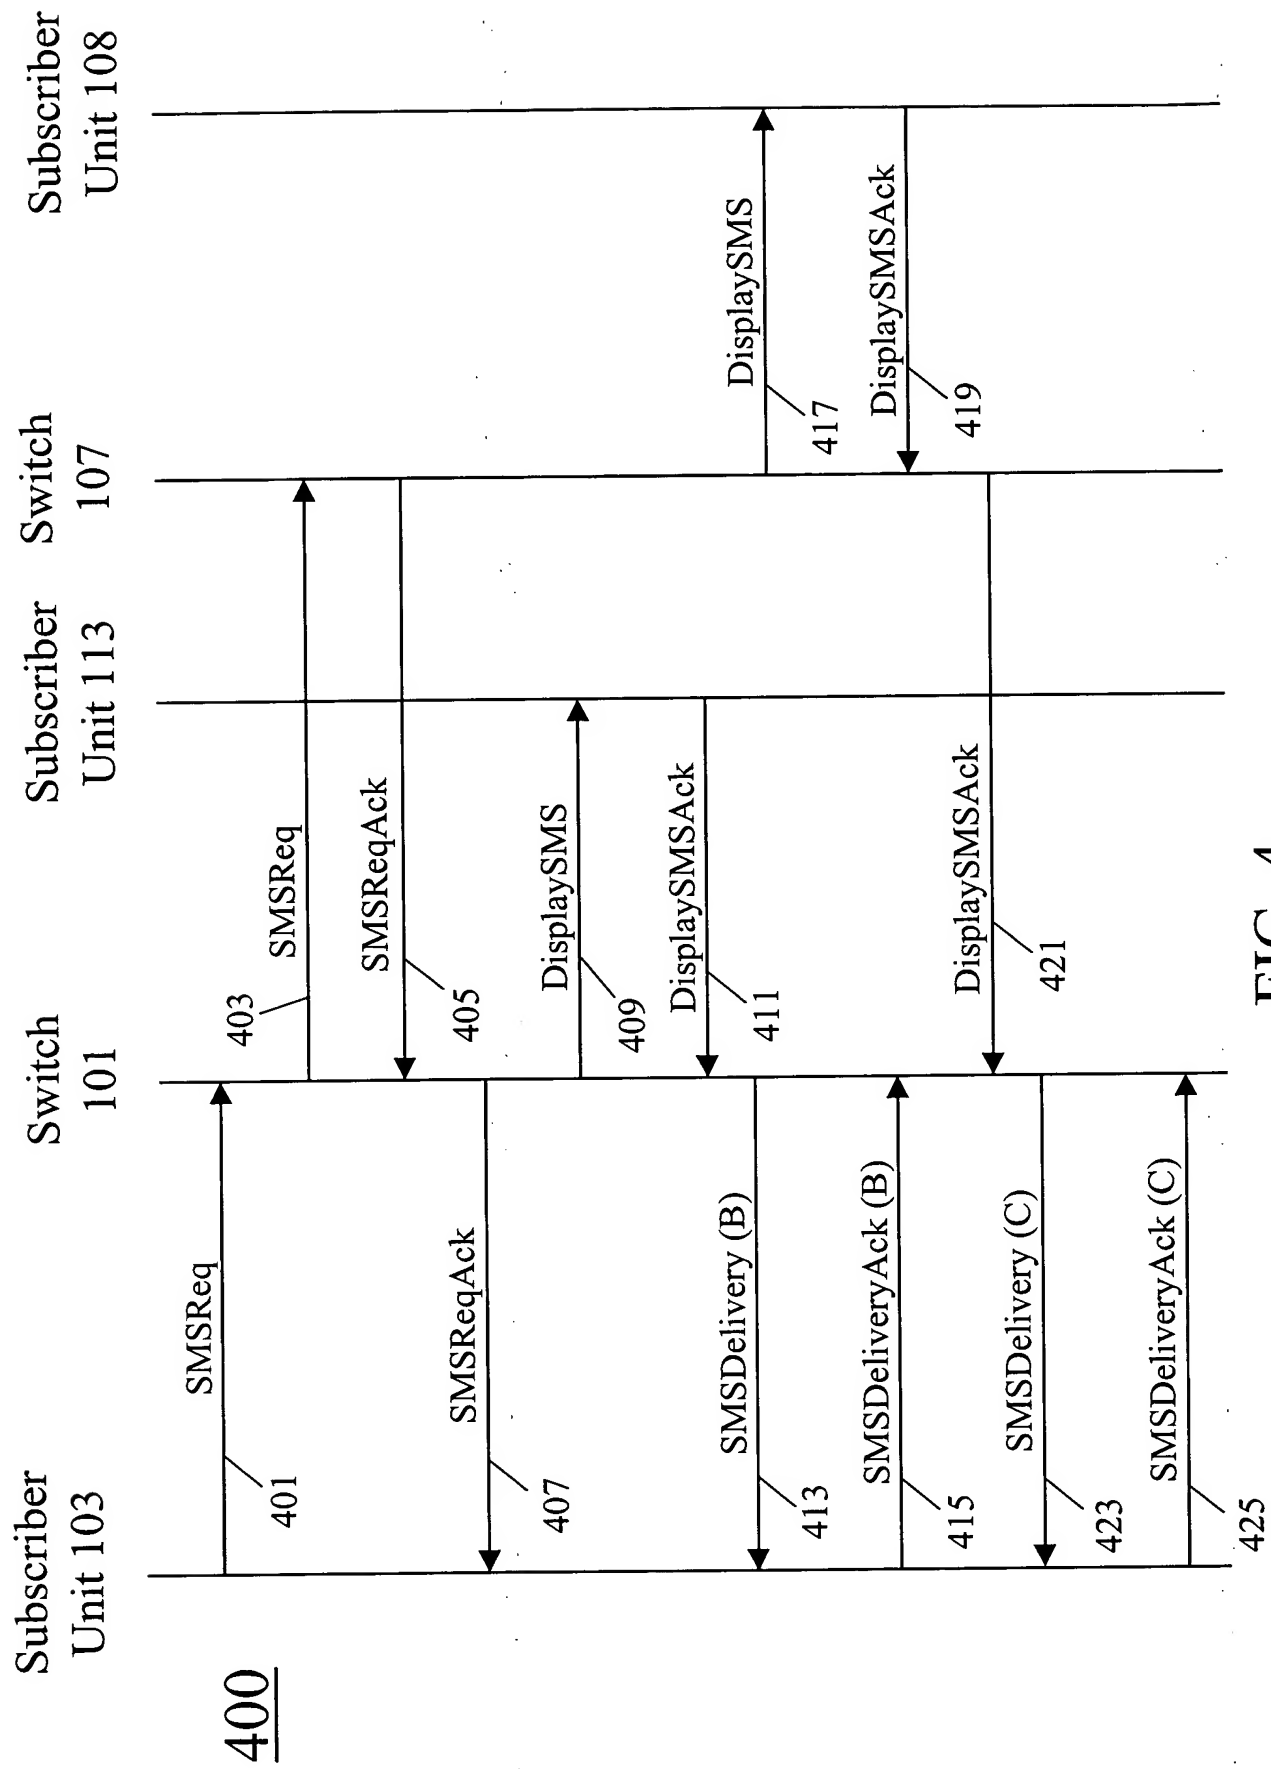 400
Subscriber
Unit 103
Switch
101
Subscriber
Unit 113
Switch
107
Subscriber
Unit 108
SMSReq
401
SMSReq
403
SMSReqAck
405
SMSReqAck
407
DisplaySMS
409
DisplaySMSAck
411
SMSDelivery (B)
413
DisplaySMS
417
SMSDeliveryAck (B)
415
DisplaySMSAck
419
DisplaySMSAck
421
SMSDelivery (C)
423
SMSDeliveryAck (C)
425
FIG. 4